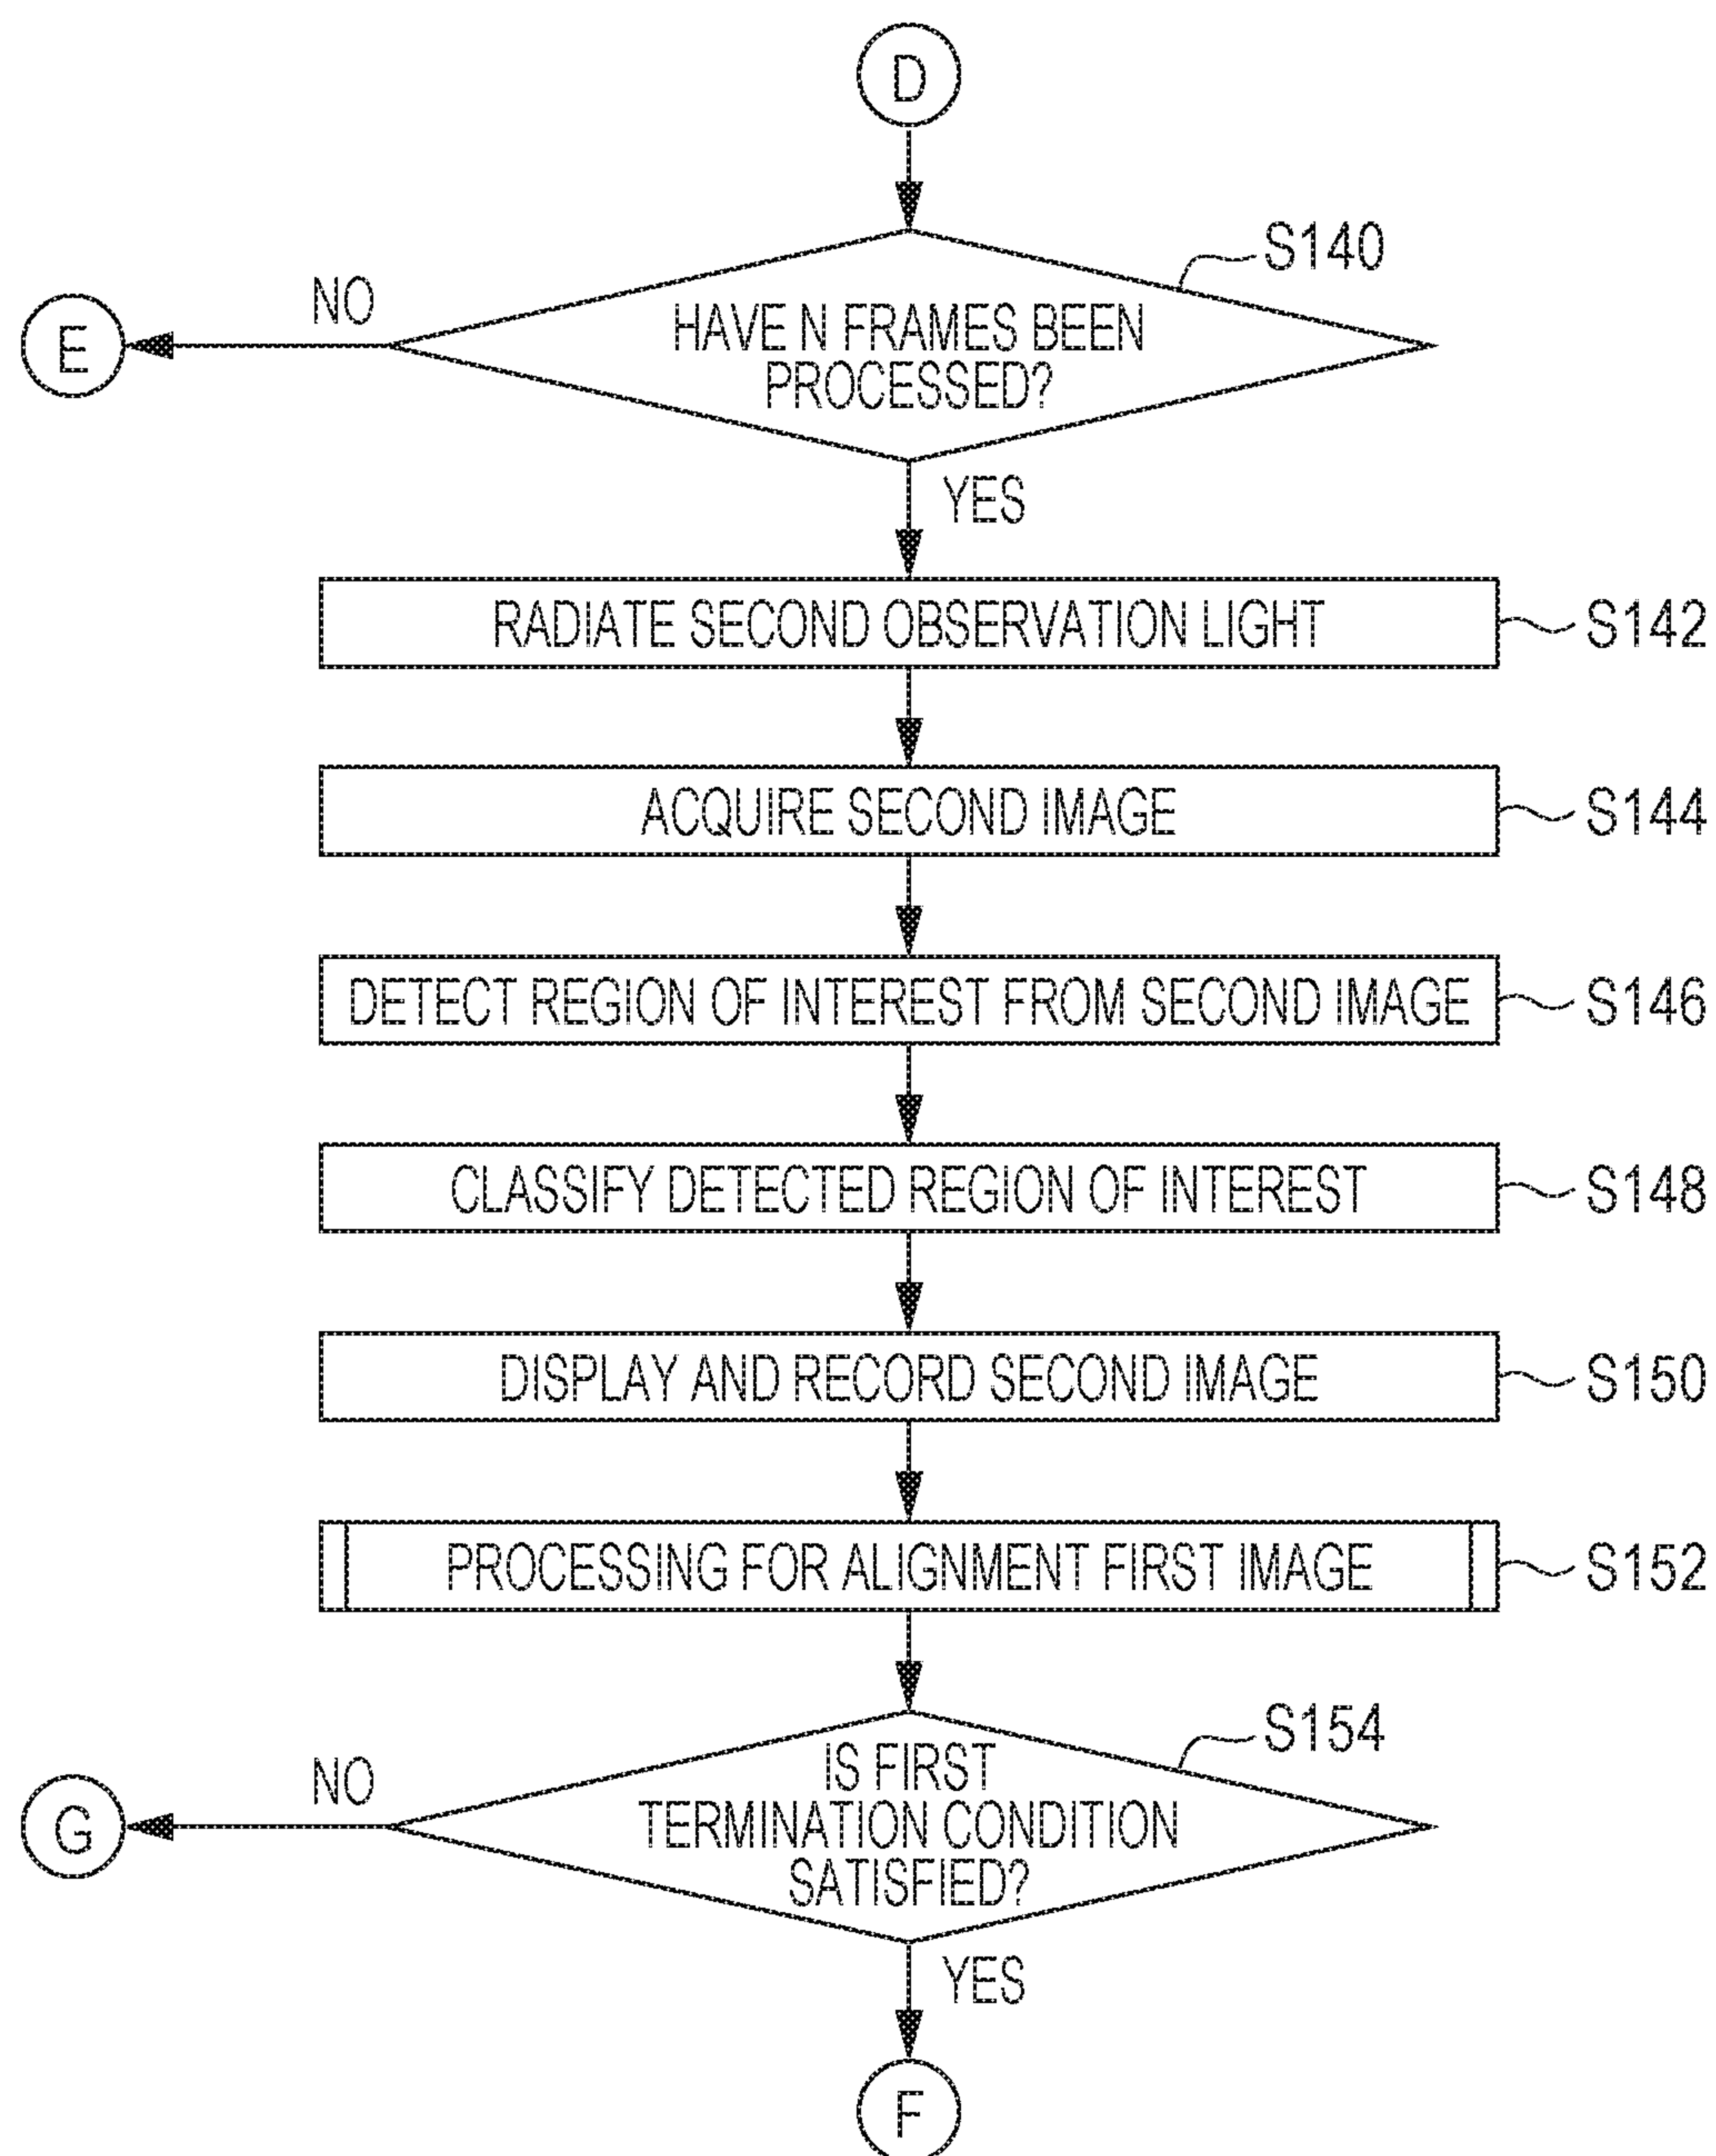 D
S140
NO
E
HAVE N FRAMES BEEN
PROCESSED?
YES
RADIATE SECOND OBSERVATION LIGHT
S142
ACQUIRE SECOND IMAGE
S144
DETECT REGION OF INTEREST FROM SECOND IMAGE
S146
CLASSIFY DETECTED REGION OF INTEREST
S148
DISPLAY AND RECORD SECOND IMAGE
S150
PROCESSING FOR ALIGNMENT FIRST IMAGE
S152
S154
NO
G
IS FIRST
TERMINATION CONDITION
SATISFIED?
YES
F